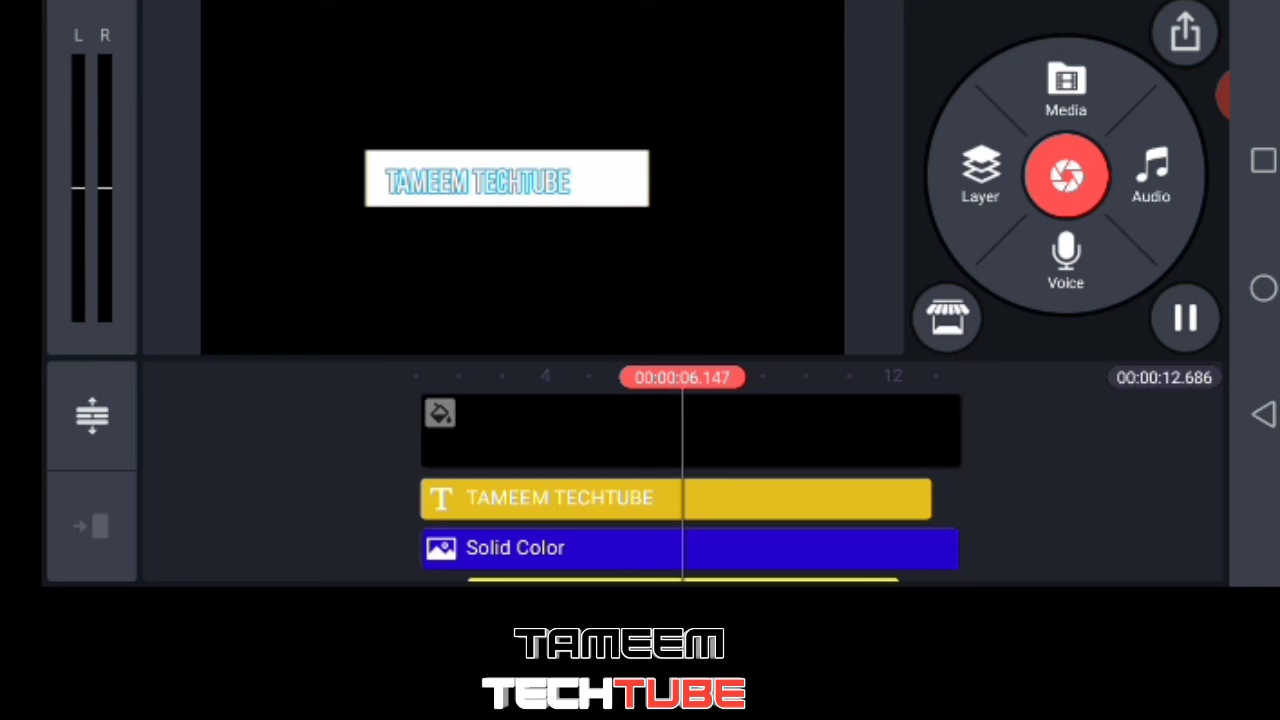 L R
TAMEEM TECHTUBE
Media
Layer
Audio
Voice
4
00:00:06.147
12
00:00:12.686
T TAMEEM TECHTUBE
Solid Color
TAMEEM
TECHTUBE